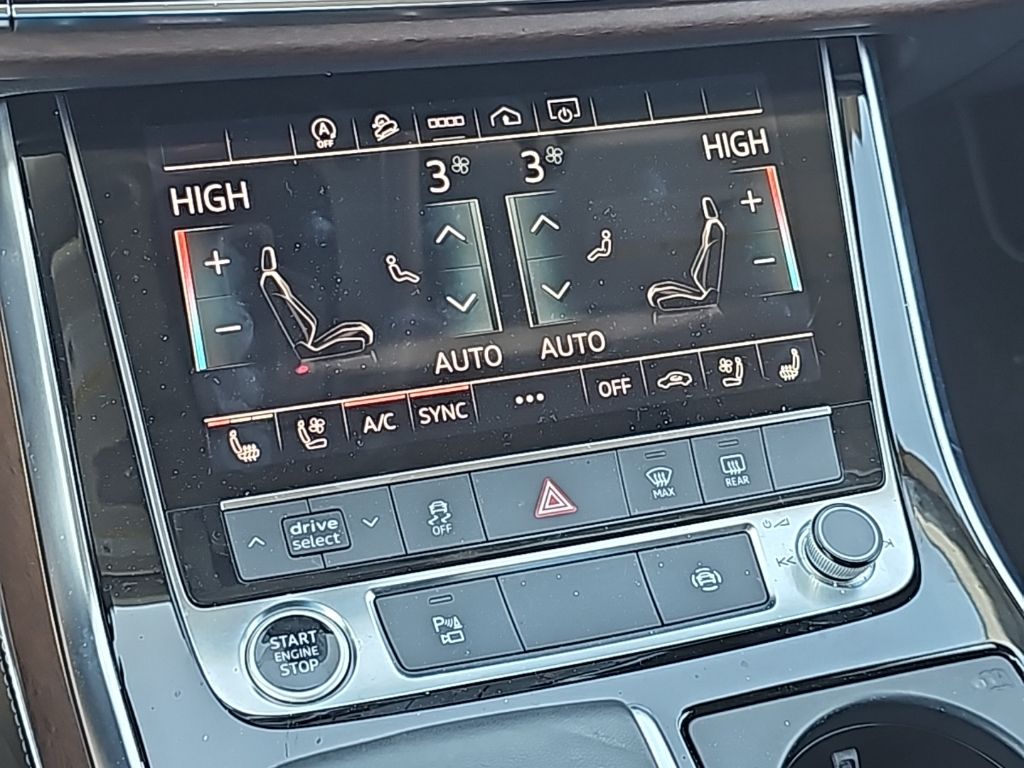 A
OFF
HIGH
3
3
HIGH
AUTO
AUTO
A/C
SYNC
OFF
drive
select
OFF
MAX
REAR
START
ENGINE
STOP
P